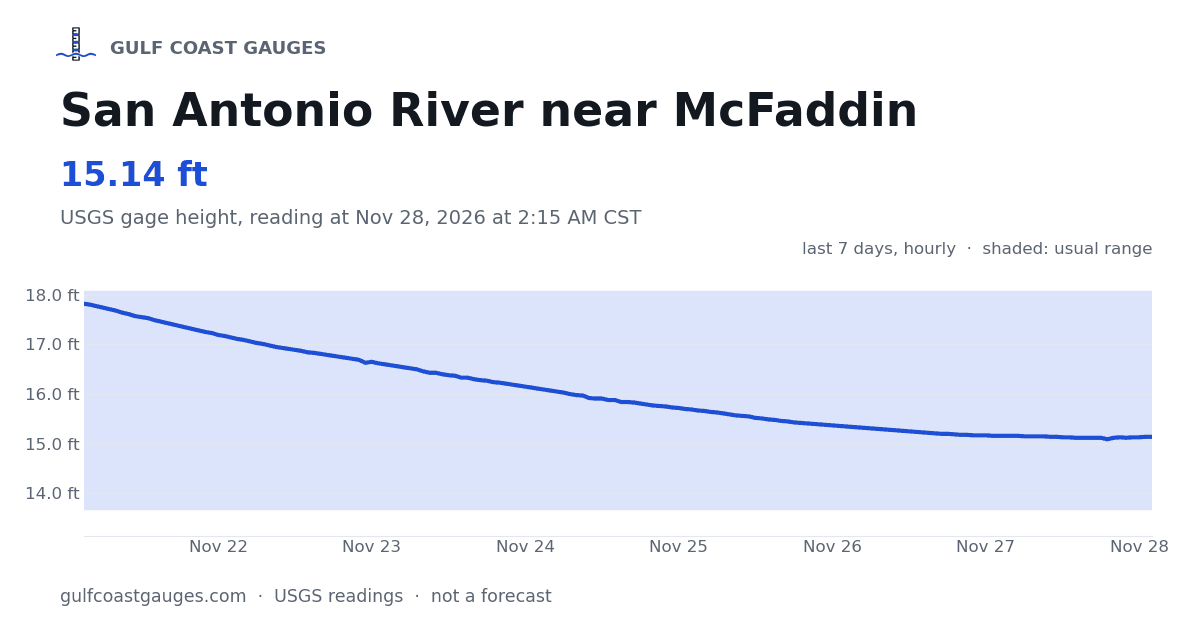 GULF COAST GAUGES
San Antonio River near McFaddin
15.14 ft
USGS gage height, reading at Nov 28, 2026 at 2:15 AM CST
last 7 days, hourly · shaded: usual range
18.0 ft
17.0 ft
16.0 ft
15.0 ft
14.0 ft
Nov 22 Nov 23 Nov 24 Nov 25 Nov 26 Nov 27 Nov 28
gulfcoastgauges.com · USGS readings · not a forecast